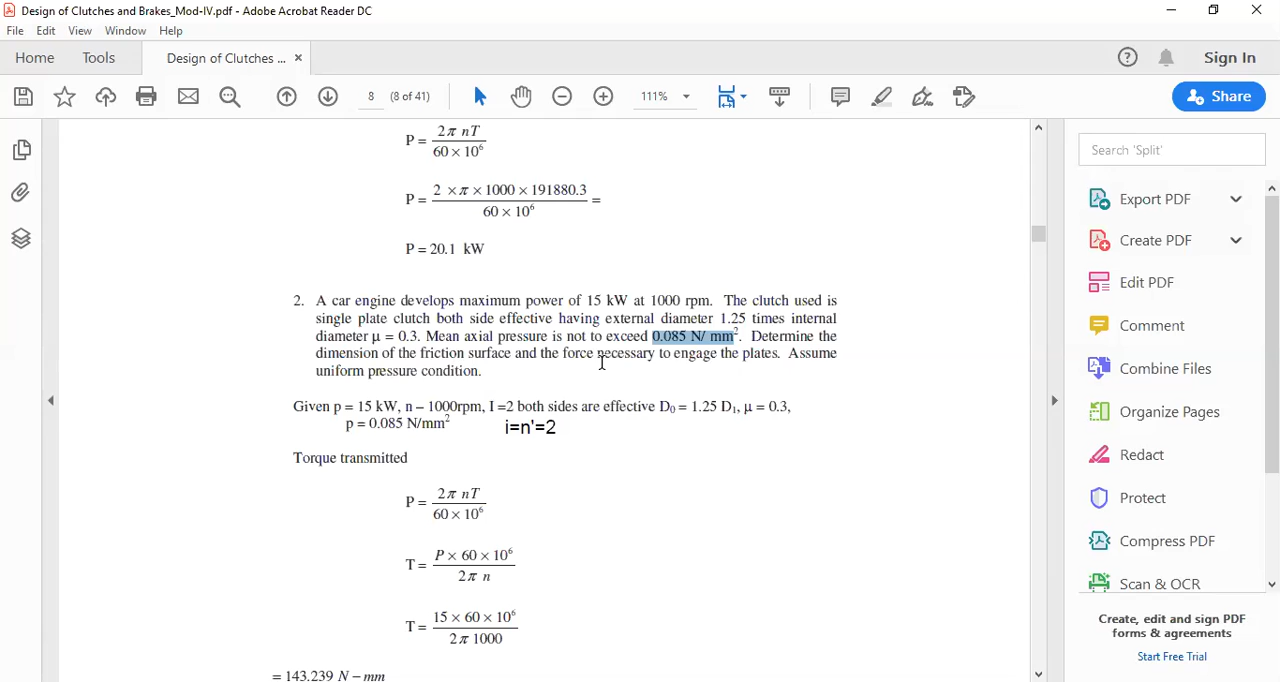 Design of Clutches and Brakes_Mod-IV.pdf - Adobe Acrobat Reader DC
File Edit View Window Help
Home Tools Design of Clutches ... × Sign In
8 (8 of 41) 111% Share
P = 2π nT / 60 × 10⁶
P = 2 × π × 1000 × 191880.3 / 60 × 10⁶ =
P = 20.1 kW
2. A car engine develops maximum power of 15 kW at 1000 rpm. The clutch used is
single plate clutch both side effective having external diameter 1.25 times internal
diameter μ = 0.3. Mean axial pressure is not to exceed 0.085 N/ mm². Determine the
dimension of the friction surface and the force necessary to engage the plates. Assume
uniform pressure condition.
Given p = 15 kW, n – 1000rpm, I =2 both sides are effective D₀ = 1.25 D₁, μ = 0.3,
p = 0.085 N/mm²
i=n'=2
Torque transmitted
P = 2π nT / 60 × 10⁶
T = P × 60 × 10⁶ / 2π n
T = 15 × 60 × 10⁶ / 2π 1000
= 143.239 N – mm
Search 'Split'
Export PDF
Create PDF
Edit PDF
Comment
Combine Files
Organize Pages
Redact
Protect
Compress PDF
Scan & OCR
Create, edit and sign PDF
forms & agreements
Start Free Trial